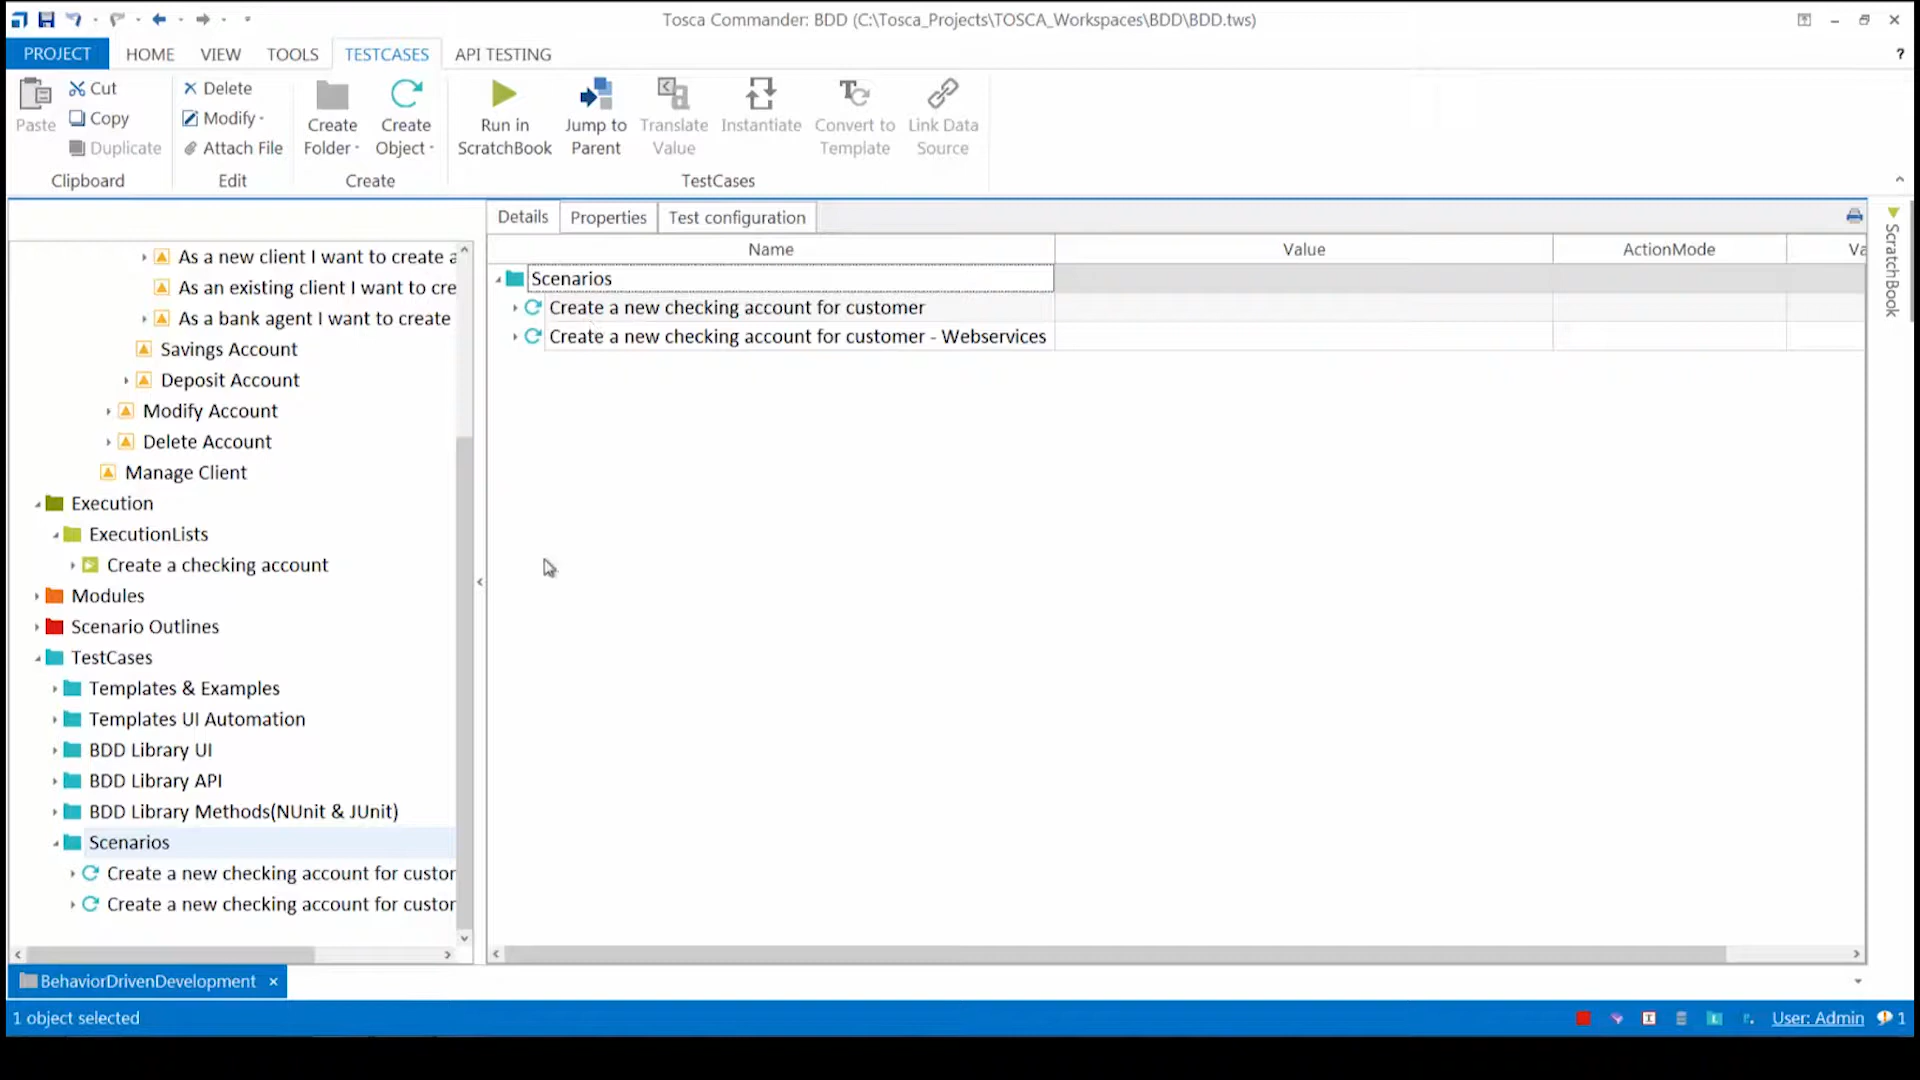 Tosca Commander: BDD (C:\Tosca_Projects\TOSCA_Workspaces\BDD\BDD.tws)
PROJECT HOME VIEW TOOLS TESTCASES API TESTING ?
Paste
Cut
Copy
Duplicate
Clipboard
Delete
Modify
Attach File
Edit
Create
Folder
Create
Object
Create
Run in
ScratchBook
Jump to
Parent
Translate
Value
Instantiate
Convert to
Template
Link Data
Source
TestCases
As a new client I want to create a
As an existing client I want to cre
As a bank agent I want to create
Savings Account
Deposit Account
Modify Account
Delete Account
Manage Client
Execution
ExecutionLists
Create a checking account
Modules
Scenario Outlines
TestCases
Templates & Examples
Templates UI Automation
BDD Library UI
BDD Library API
BDD Library Methods(NUnit & JUnit)
Scenarios
Create a new checking account for custor
Create a new checking account for custor
Details Properties Test configuration
Name Value ActionMode Va
Scenarios
Create a new checking account for customer
Create a new checking account for customer - Webservices
ScratchBook
BehaviorDrivenDevelopment ×
1 object selected
User: Admin 1